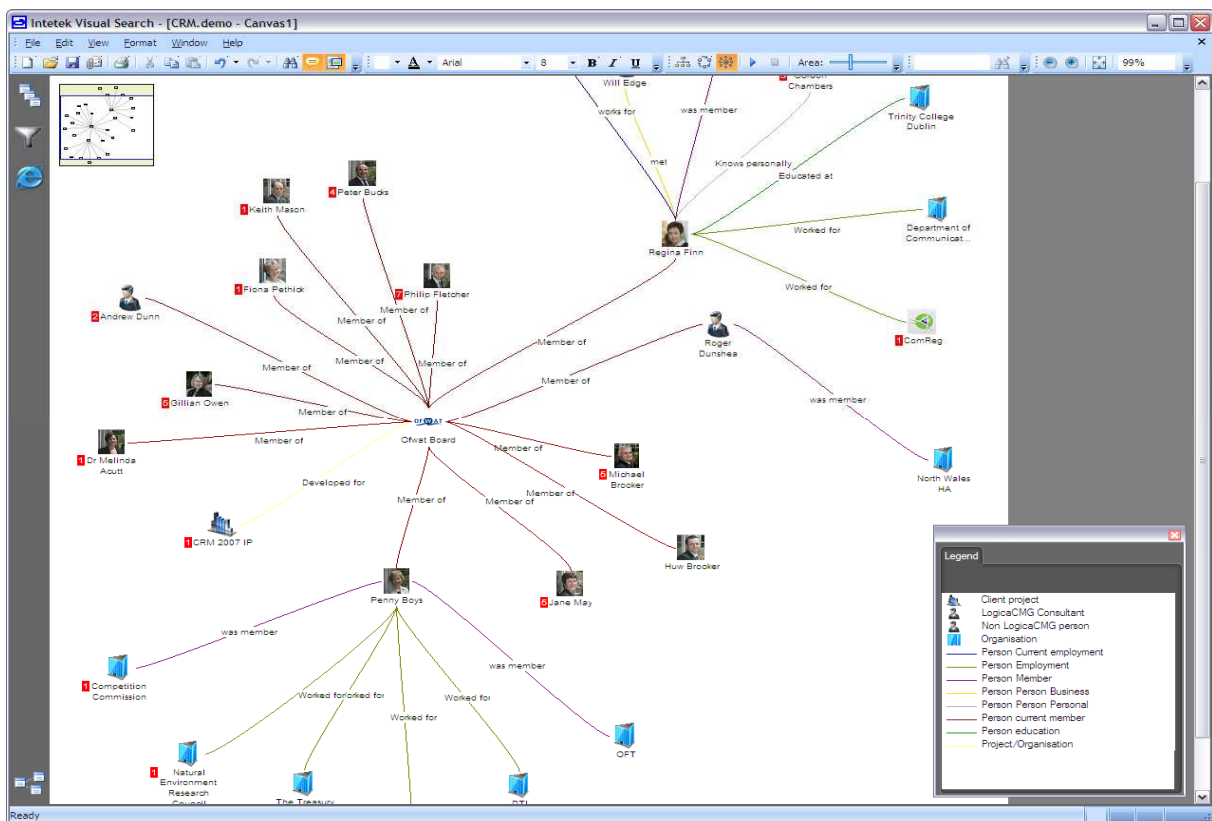 Intetek Visual Search - [CRM.demo - Canvas1]
File Edit View Format Window Help
A Arial 8 B I U Area: 99%
Will Edge
Gordon
Chambers
works for
was member
Trinity College
Dublin
met
Knows personally
Educated at
4 Peter Bucks
1 Keith Mason
Department of
Communicat...
Worked for
Regina Finn
1 Fiona Pethick
7 Philip Fletcher
Worked for
2 Andrew Dunn
Member of
Member of
Roger
Dunshea
1 ComReg
Member of
Member of
Member of
Member of
Member of
5 Gillian Owen
was member
Member of
OFWAT
Ofwat Board
Member of
Member of
1 Dr Melinda
Acutt
5 Michael
Brocker
North Wales
HA
Developed for
Member of
Member of
Member of
1 CRM 2007 IP
Huw Brocker
Penny Boys
5 Jane May
was member
was member
1 Competition
Commission
Worked for
orked for
Worked for
Worked for
OFT
1 Natural
Environment
Research
Council
The Treasury
DTI
Legend
Client project
LogicaCMG Consultant
Non LogicaCMG person
Organisation
Person Current employment
Person Employment
Person Member
Person Person Business
Person Person Personal
Person current member
Person education
Project/Organisation
Ready